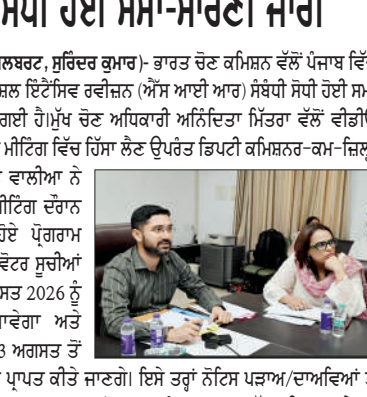 ਸੋਧੀ ਹੋਈ ਸਮਾਂ-ਸਾਰਣੀ ਜਾਰੀ
ਲਬਰਟ, ਸੁਰਿੰਦਰ ਕੁਮਾਰ)- ਭਾਰਤ ਚੋਣ ਕਮਿਸ਼ਨ ਵੱਲੋਂ ਪੰਜਾਬ ਵਿੱ
ਸ਼ਲ ਇੰਟੈਂਸਿਵ ਰਵੀਜ਼ਨ (ਐੱਸ ਆਈ ਆਰ) ਸੰਬੰਧੀ ਸੋਧੀ ਹੋਈ ਸਮ
ਗਈ ਹੈ।ਮੁੱਖ ਚੋਣ ਅਧਿਕਾਰੀ ਅਨਿੰਦਿਤਾ ਮਿੱਤਰਾ ਵੱਲੋਂ ਵੀਡੀਓ
ਮੀਟਿੰਗ ਵਿੱਚ ਹਿੱਸਾ ਲੈਣ ਉਪਰੰਤ ਡਿਪਟੀ ਕਮਿਸ਼ਨਰ-ਕਮ-ਜ਼ਿਲ੍ਹ
ਵਾਲੀਆ ਨੇ
ਮੀਟਿੰਗ ਦੌਰਾਨ
ਹੋਏ ਪ੍ਰੋਗਰਾਮ
ਵੋਟਰ ਸੂਚੀਆਂ
ਸਤ 2026 ਨੂੰ
ਾਵੇਗਾ ਅਤੇ
3 ਅਗਸਤ ਤੋਂ
ਪ੍ਰਾਪਤ ਕੀਤੇ ਜਾਣਗੇ। ਇਸੇ ਤਰ੍ਹਾਂ ਨੋਟਿਸ ਪੜਾਅ/ਦਾਅਵਿਆਂ